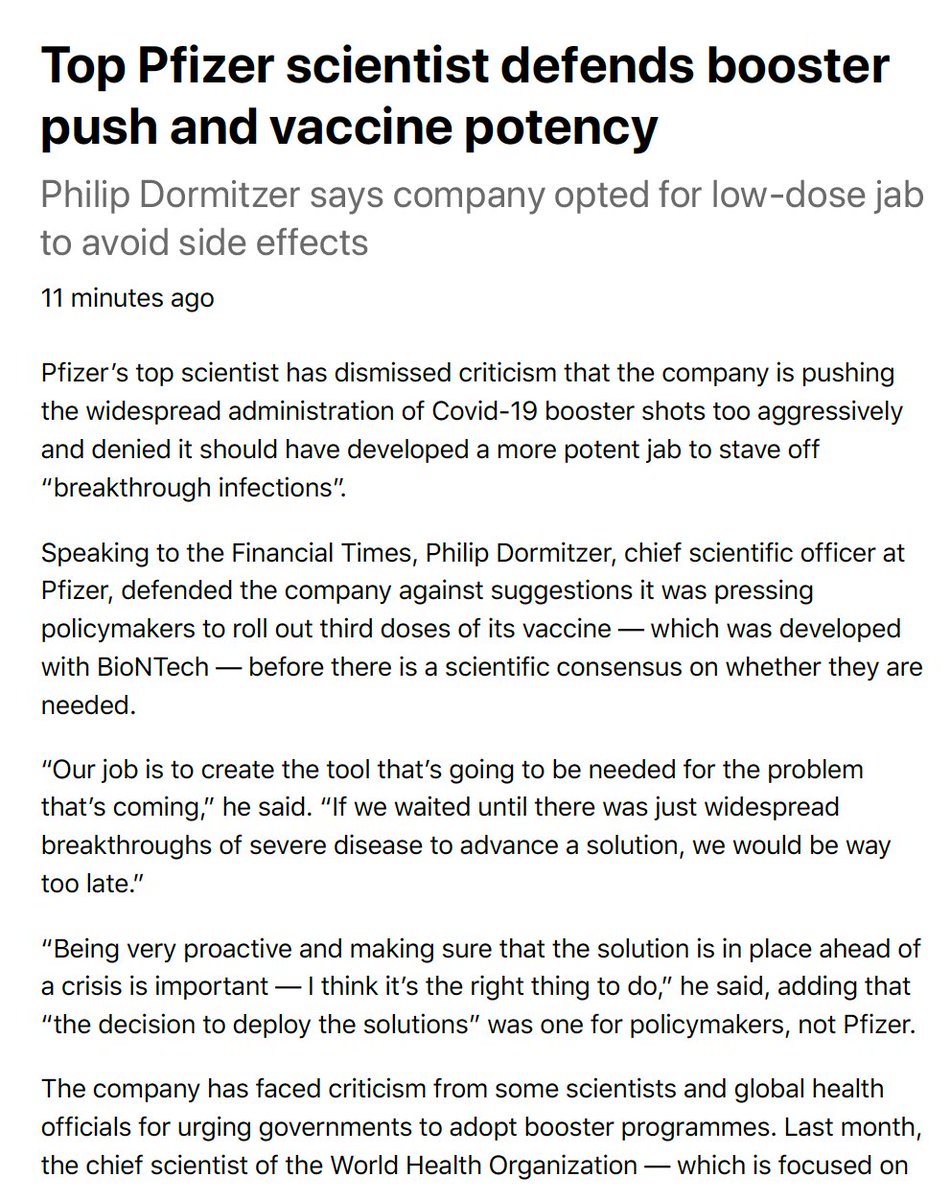 Top Pfizer scientist defends booster
push and vaccine potency
Philip Dormitzer says company opted for low-dose jab
to avoid side effects
11 minutes ago
Pfizer’s top scientist has dismissed criticism that the company is pushing
the widespread administration of Covid-19 booster shots too aggressively
and denied it should have developed a more potent jab to stave off
“breakthrough infections”.
Speaking to the Financial Times, Philip Dormitzer, chief scientific officer at
Pfizer, defended the company against suggestions it was pressing
policymakers to roll out third doses of its vaccine — which was developed
with BioNTech — before there is a scientific consensus on whether they are
needed.
“Our job is to create the tool that’s going to be needed for the problem
that’s coming,” he said. “If we waited until there was just widespread
breakthroughs of severe disease to advance a solution, we would be way
too late.”
“Being very proactive and making sure that the solution is in place ahead of
a crisis is important — I think it’s the right thing to do,” he said, adding that
“the decision to deploy the solutions” was one for policymakers, not Pfizer.
The company has faced criticism from some scientists and global health
officials for urging governments to adopt booster programmes. Last month,
the chief scientist of the World Health Organization — which is focused on